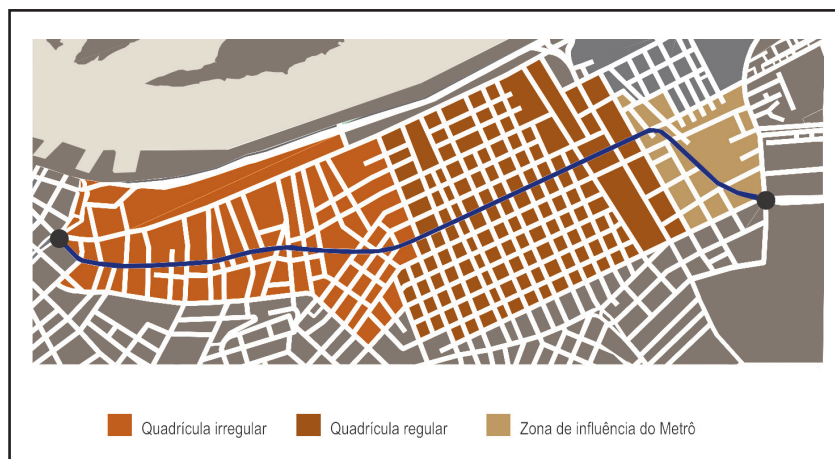 Quadrícula irregular
Quadrícula regular
Zona de influência do Metrô